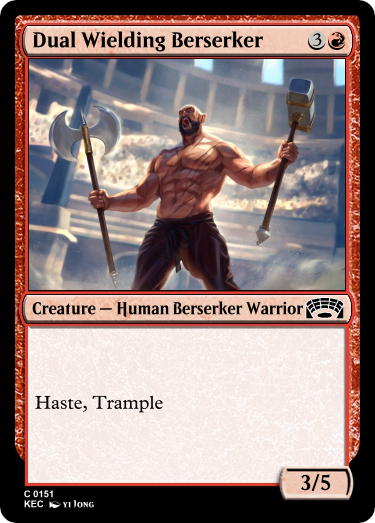 Dual Wielding Berserker 3
Creature — Human Berserker Warrior
Haste, Trample
3/5
C 0151
KEC YI JONG